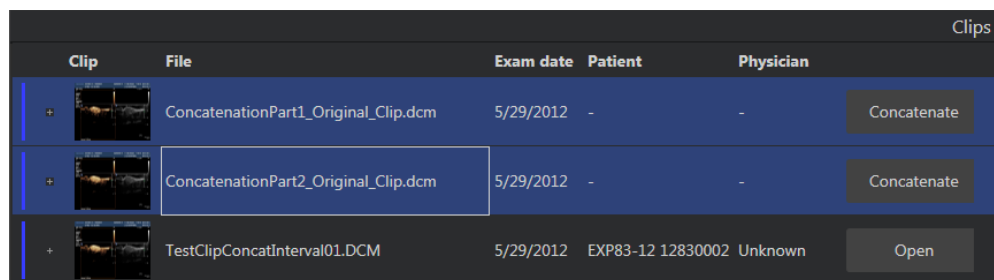 Clips
Clip File Exam date Patient Physician
ConcatenationPart1_Original_Clip.dcm 5/29/2012 - - Concatenate
ConcatenationPart2_Original_Clip.dcm 5/29/2012 - - Concatenate
TestClipConcatInterval01.DCM 5/29/2012 EXP83-12 12830002 Unknown Open